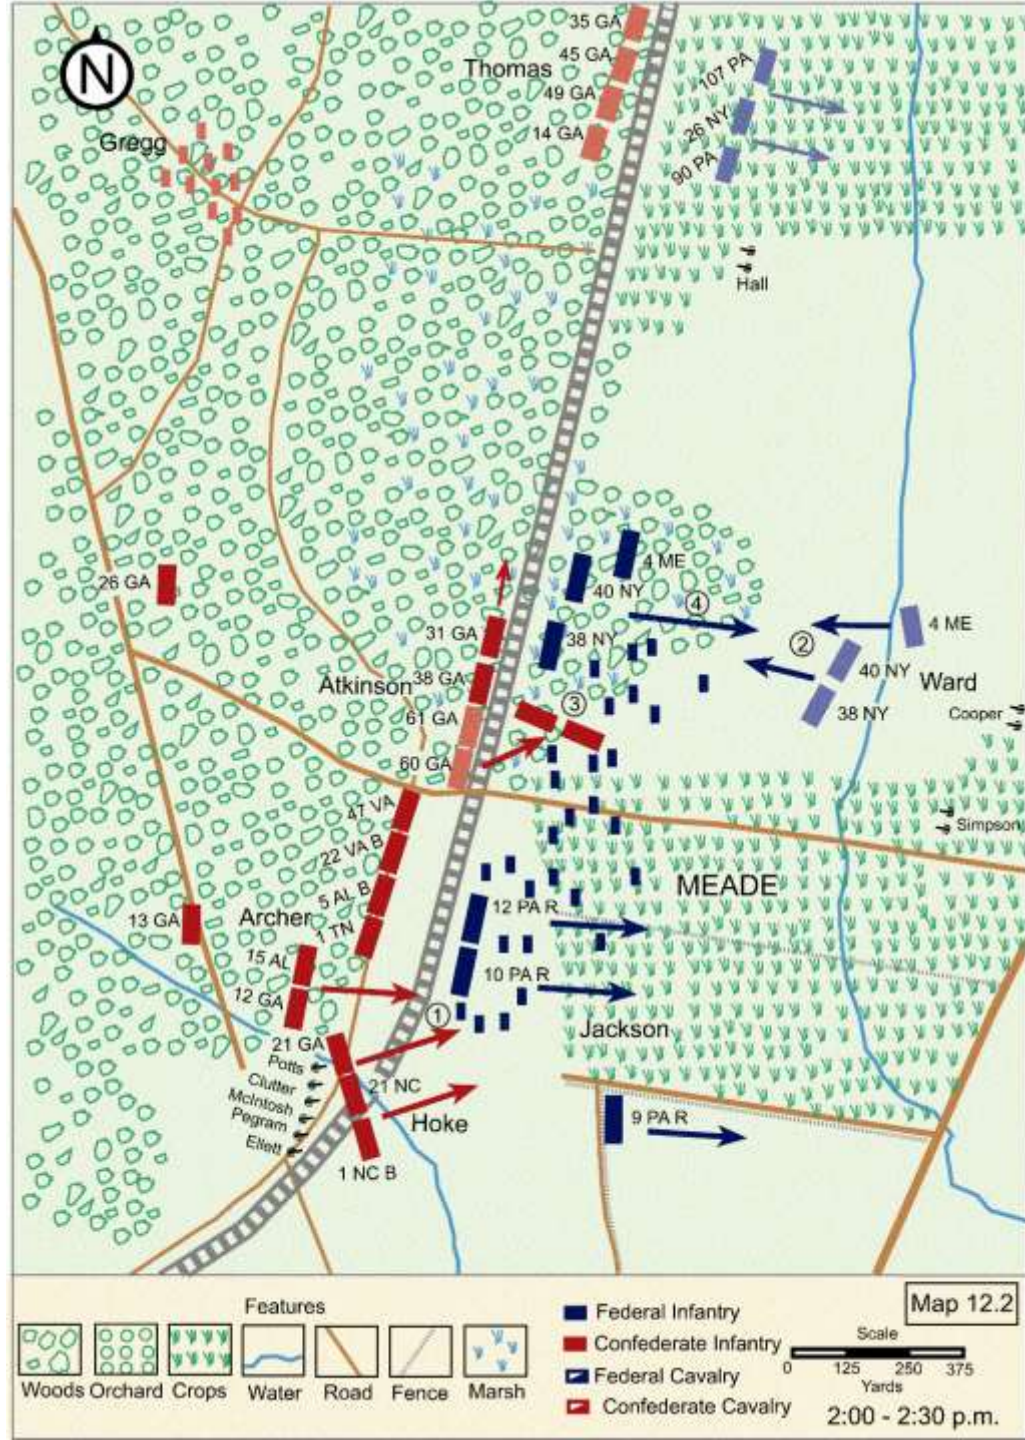 N
35 GA
45 GA
Thomas
49 GA
14 GA
107 PA
26 NY
90 PA
Gregg
Hall
26 GA
4 ME
40 NY
4
38 NY
31 GA
Atkinson
38 GA
61 GA
60 GA
3
2
4 ME
40 NY
Ward
38 NY
Cooper
Simpson
47 VA
22 VA B
5 AL B
1 TN
MEADE
12 PA R
10 PA R
Jackson
13 GA
Archer
15 AL
12 GA
1
21 GA
Potts
Clutter
McIntosh
Pegram
Ellett
21 NC
Hoke
1 NC B
9 PA R
Features
Woods Orchard Crops Water Road Fence Marsh
Federal Infantry
Confederate Infantry
Federal Cavalry
Confederate Cavalry
Map 12.2
Scale
0 125 250 375
Yards
2:00 - 2:30 p.m.